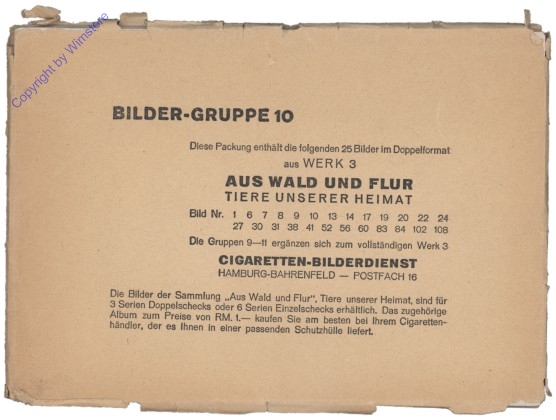 Copyright by Wimstore
BILDER-GRUPPE 10
Diese Packung enthält die folgenden 25 Bilder im Doppelformat
aus WERK 3
AUS WALD UND FLUR
TIERE UNSERER HEIMAT
Bild Nr. 1 6 7 8 9 10 13 14 17 19 20 22 24
27 30 31 38 41 52 56 60 83 84 102 108
Die Gruppen 9—11 ergänzen sich zum vollständigen Werk 3
CIGARETTEN-BILDERDIENST
HAMBURG-BAHRENFELD — POSTFACH 16
Die Bilder der Sammlung „Aus Wald und Flur", Tiere unserer Heimat, sind für
3 Serien Doppelschecks oder 6 Serien Einzelschecks erhältlich. Das zugehörige
Album zum Preise von RM. 1.— kaufen Sie am besten bei Ihrem Cigaretten-
händler, der es Ihnen in einer passenden Schutzhülle liefert.